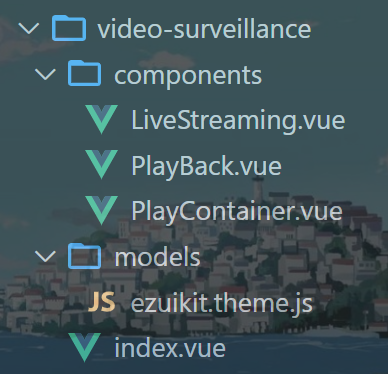 video-surveillance
components
LiveStreaming.vue
PlayBack.vue
PlayContainer.vue
models
JS ezuikit.theme.js
index.vue